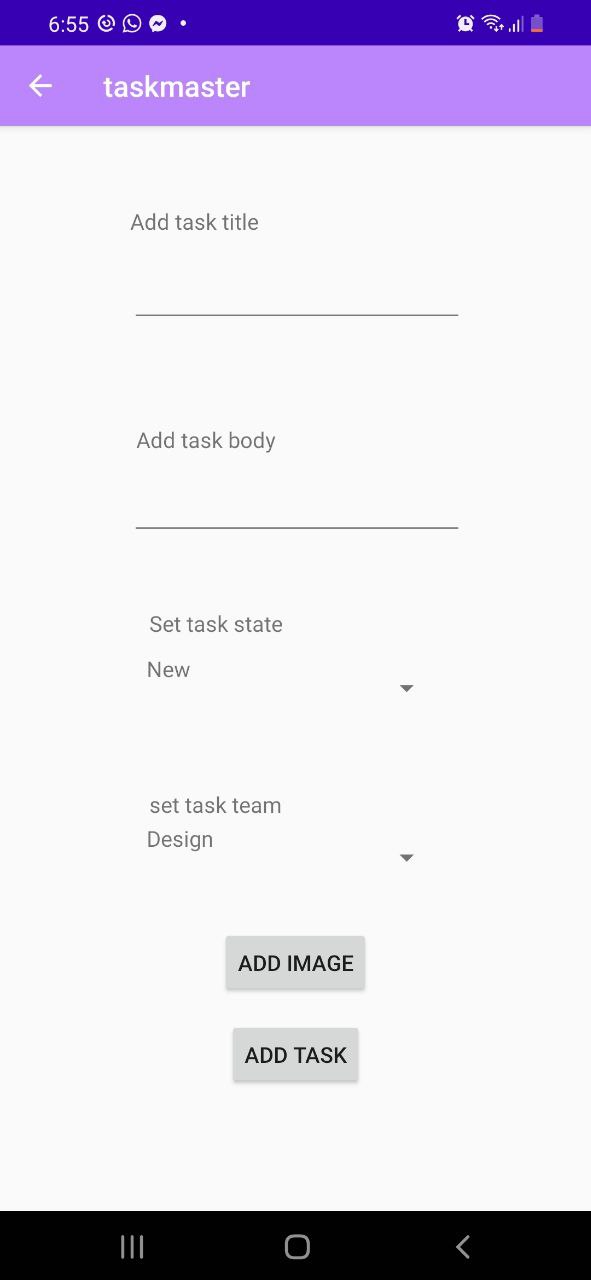 6:55
taskmaster
Add task title
Add task body
Set task state
New
set task team
Design
ADD IMAGE
ADD TASK